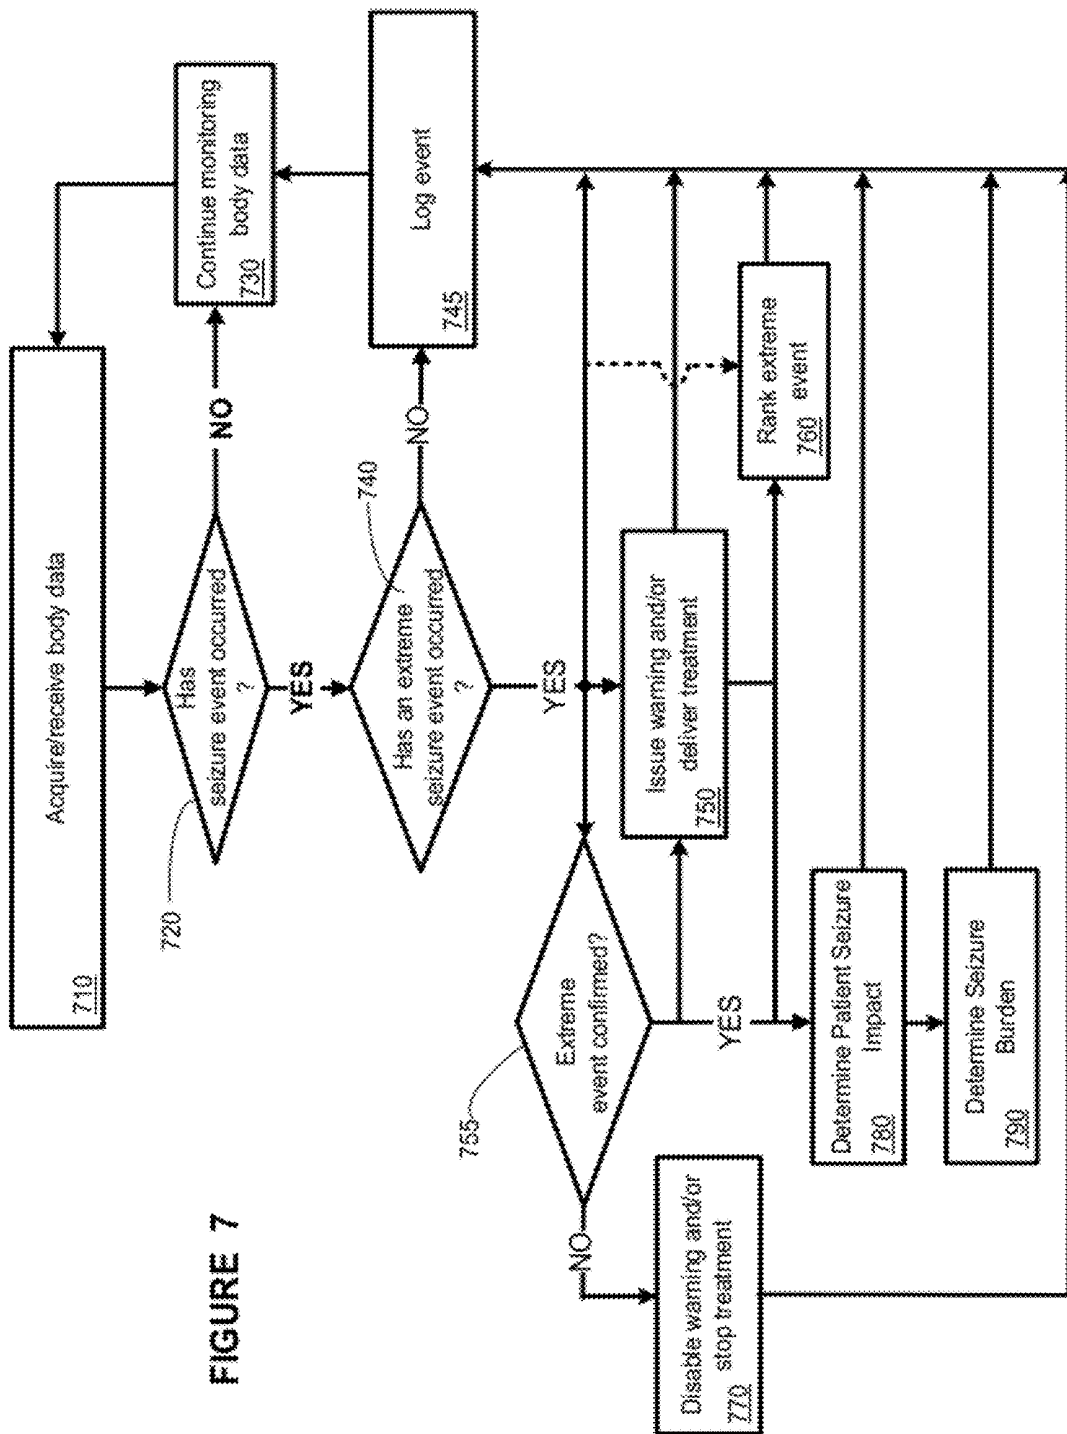 Acquire/receive body data
710
Has
seizure event occurred
?
720
NO
Continue monitoring
body data
730
YES
Has an extreme
seizure event occurred
?
740
NO
Log event
745
YES
Extreme
event confirmed?
755
Issue warning and/or
deliver treatment
750
YES
Rank extreme
event
760
NO
Disable warning and/or
stop treatment
770
Determine Patient Seizure
Impact
780
Determine Seizure
Burden
790
FIGURE 7